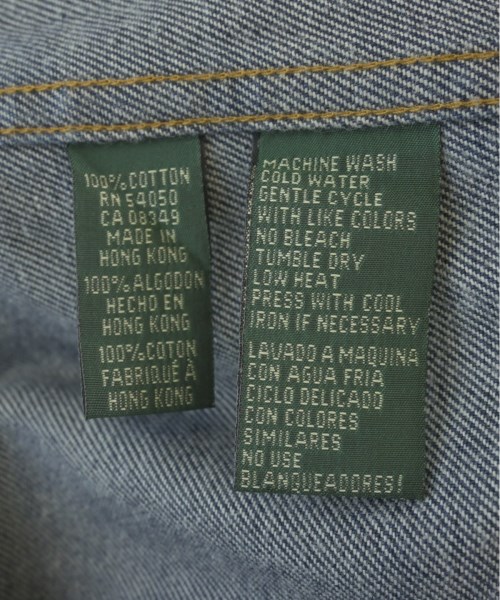 100% COTTON
RN 54050
CA 08349
MADE IN
HONG KONG
100% ALGODON
HECHO EN
HONG KONG
100% COTON
FABRIQUÉ À
HONG KONG
MACHINE WASH
COLD WATER
GENTLE CYCLE
WITH LIKE COLORS
NO BLEACH
TUMBLE DRY
LOW HEAT
PRESS WITH COOL
IRON IF NECESSARY
LAVADO A MAQUINA
CON AGUA FRIA
CICLO DELICADO
CON COLORES
SIMILARES
NO USE
BLANQUEADORES!